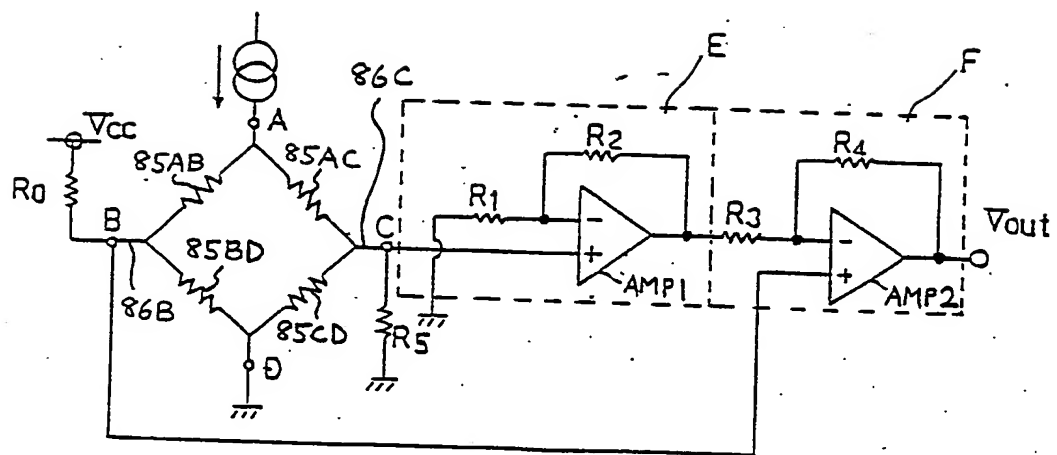 E
F
86C
A
Vcc
R2
R4
85AB
85AC
R0
R1
C
R3
Vout
B
−
−
+
+
85BD
86B
85CD
AMP1
AMP2
R5
D